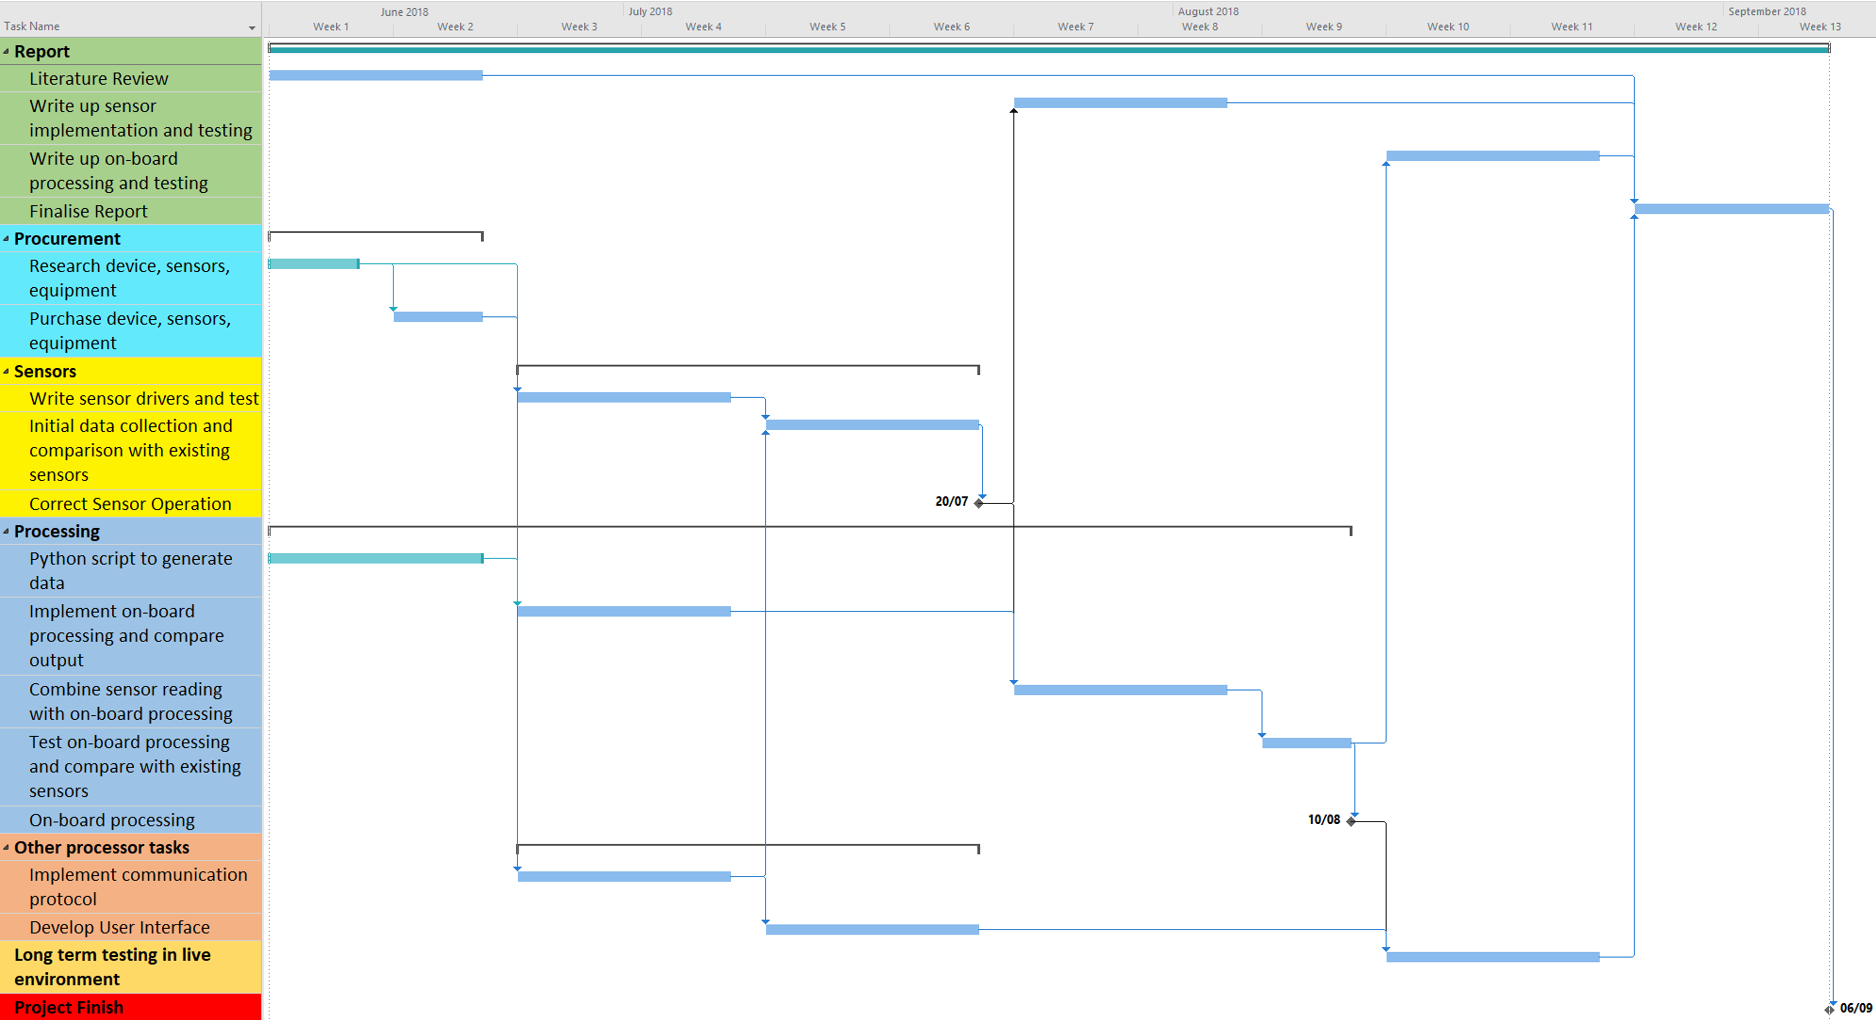 June 2018 July 2018 August 2018 September 2018
Task Name Week 1 Week 2 Week 3 Week 4 Week 5 Week 6 Week 7 Week 8 Week 9 Week 10 Week 11 Week 12 Week 13
Report
Literature Review
Write up sensor
implementation and testing
Write up on-board
processing and testing
Finalise Report
Procurement
Research device, sensors,
equipment
Purchase device, sensors,
equipment
Sensors
Write sensor drivers and test
Initial data collection and
comparison with existing
sensors
Correct Sensor Operation 20/07
Processing
Python script to generate
data
Implement on-board
processing and compare
output
Combine sensor reading
with on-board processing
Test on-board processing
and compare with existing
sensors
On-board processing 10/08
Other processor tasks
Implement communication
protocol
Develop User Interface
Long term testing in live
environment
Project Finish 06/09